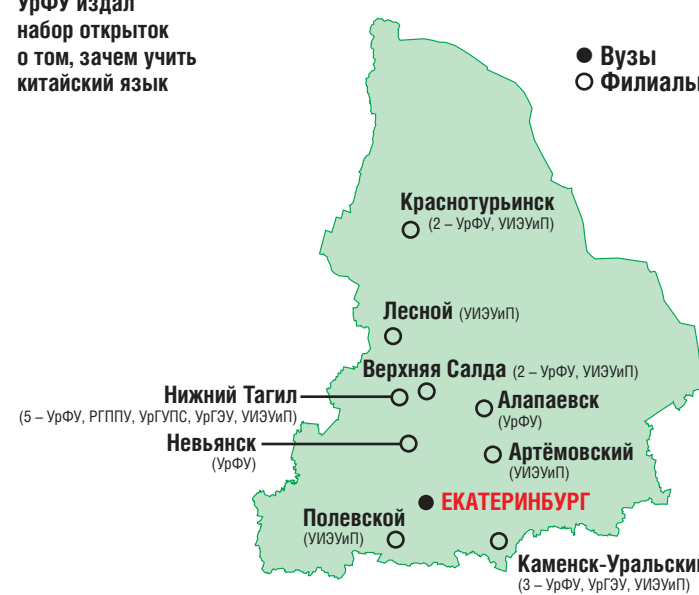 УрФУ издал
набор открыток
о том, зачем учить
китайский язык
Вузы
Филиалы
Краснотурьинск
(2 – УрФУ, УИЭУиП)
Лесной (УИЭУиП)
Верхняя Салда (2 – УрФУ, УИЭУиП)
Нижний Тагил
(5 – УрФУ, РГППУ, УрГУПС, УрГЭУ, УИЭУиП)
Алапаевск
(УрФУ)
Невьянск
(УрФУ)
Артёмовский
(УИЭУиП)
ЕКАТЕРИНБУРГ
Полевской
(УИЭУиП)
Каменск-Уральский
(3 – УрФУ, УрГЭУ, УИЭУиП)